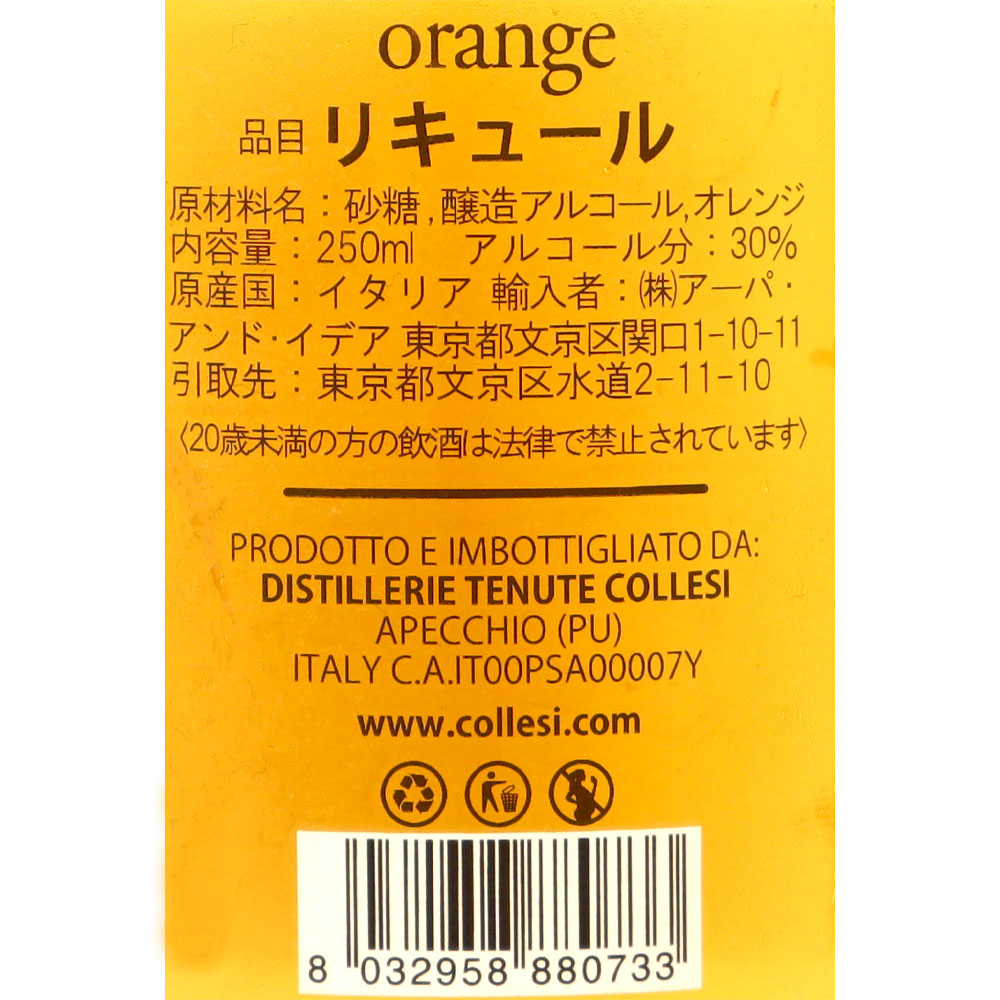 orange
品目 リキュール
原材料名：砂糖,醸造アルコール,オレンジ
内容量：250ml アルコール分：30%
原産国：イタリア 輸入者：㈱アーパ・
アンド・イデア 東京都文京区関口1-10-11
引取先：東京都文京区水道2-11-10
〈20歳未満の方の飲酒は法律で禁止されています〉
PRODOTTO E IMBOTTIGLIATO DA:
DISTILLERIE TENUTE COLLESI
APECCHIO (PU)
ITALY C.A.IT00PSA00007Y
www.collesi.com
8 032958 880733